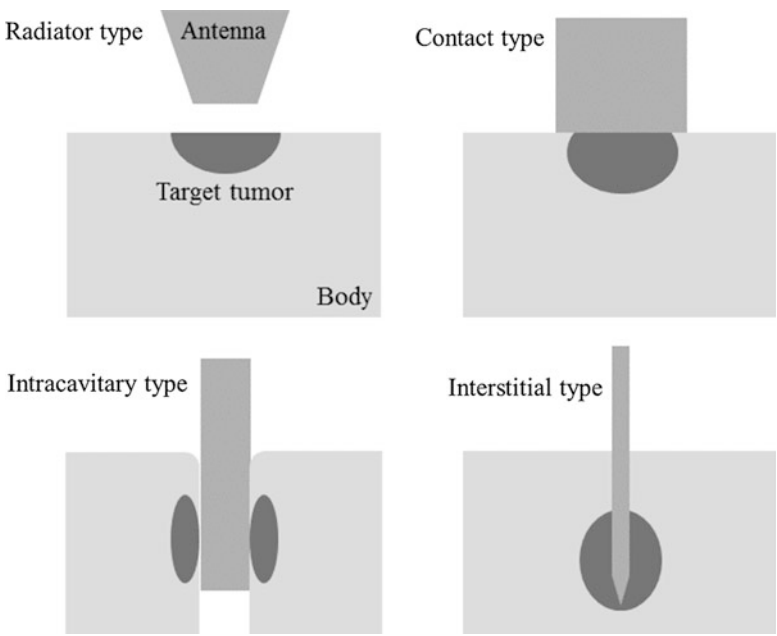 Radiator type
Antenna
Contact type
Target tumor
Body
Intracavitary type
Interstitial type